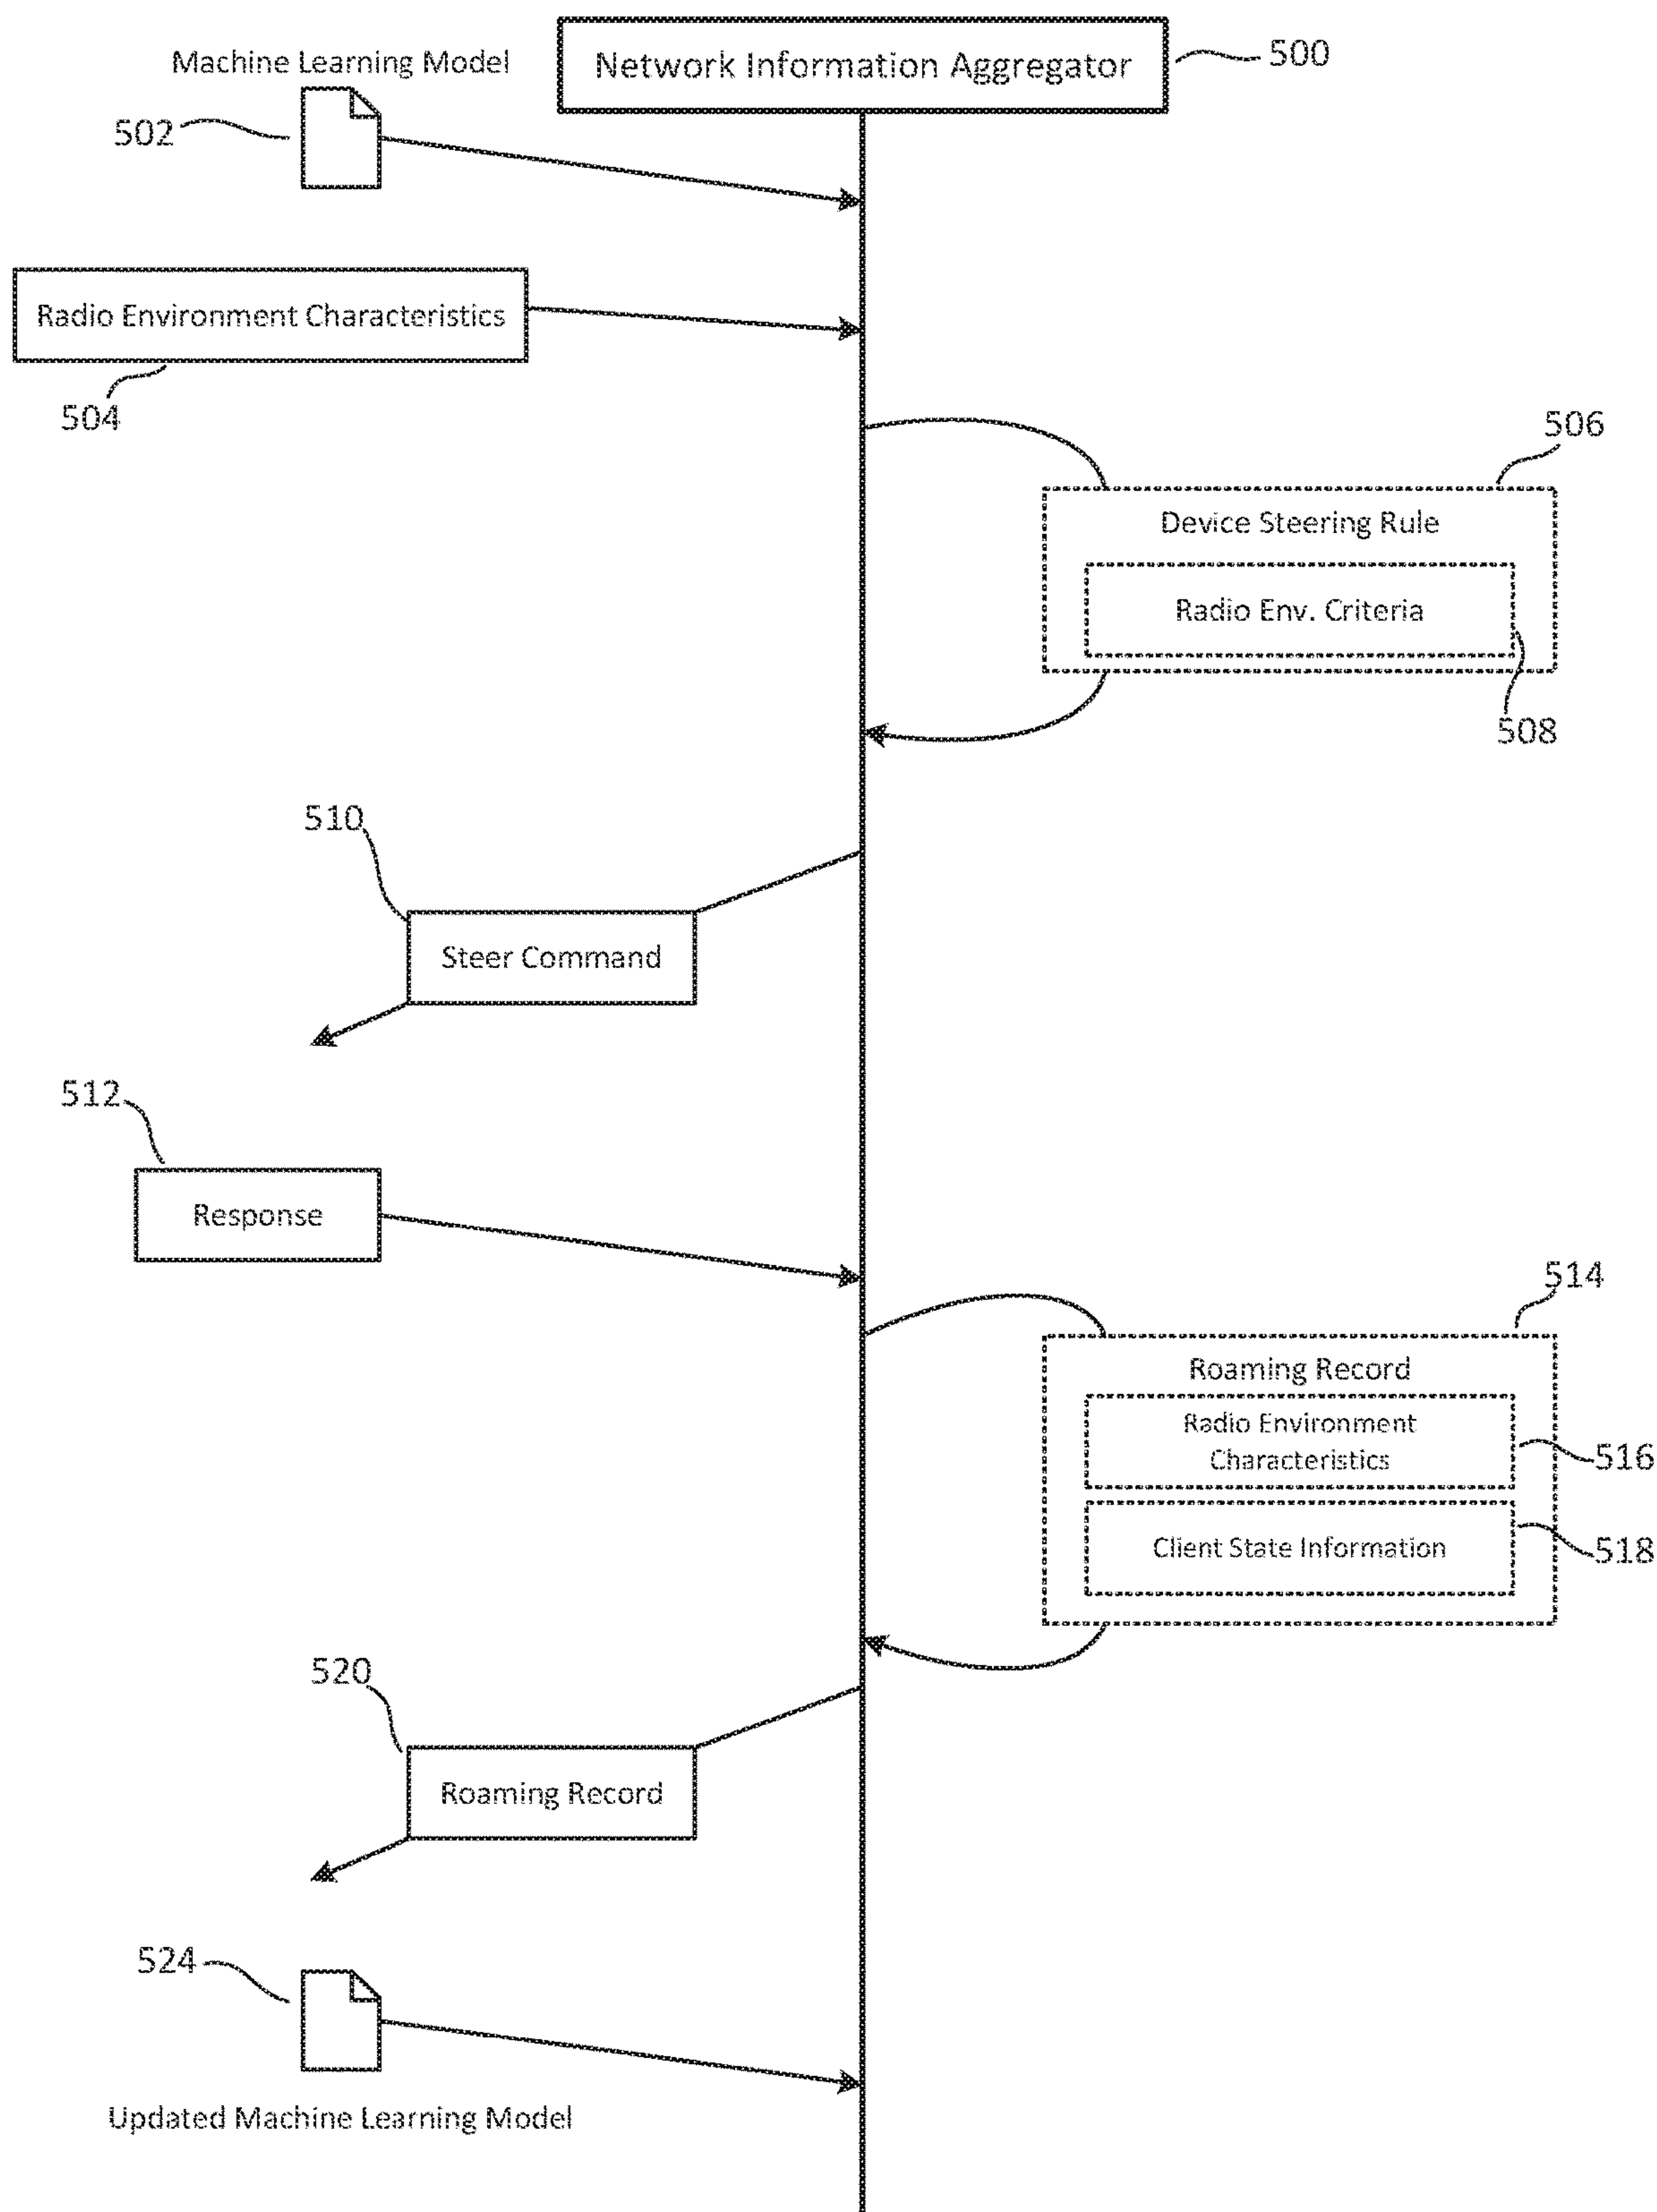 Machine Learning Model
Network Information Aggregator
500
502
Radio Environment Characteristics
504
506
Device Steering Rule
Radio Env. Criteria
508
510
Steer Command
512
Response
514
Roaming Record
Radio Environment
Characteristics
516
Client State Information
518
520
Roaming Record
524
Updated Machine Learning Model